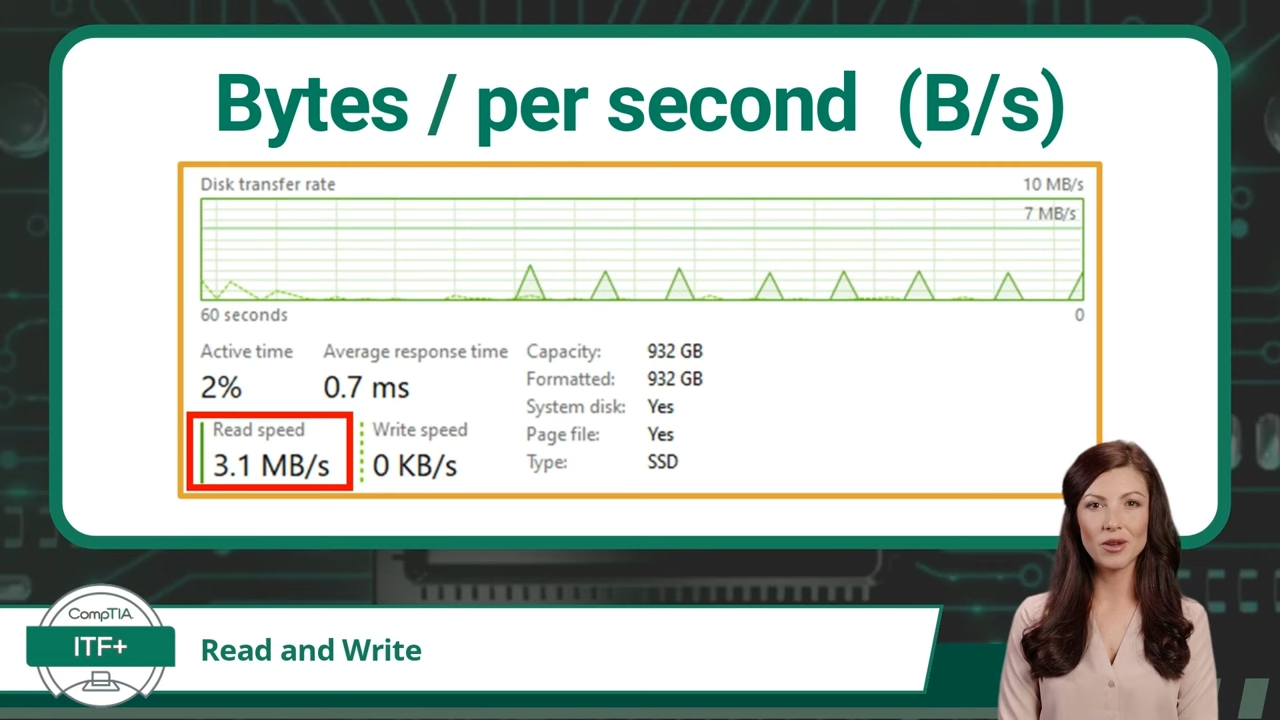 Bytes / per second (B/s)
Disk transfer rate 10 MB/s
7 MB/s
60 seconds 0
Active time Average response time
2% 0.7 ms
Read speed Write speed
3.1 MB/s 0 KB/s
Capacity: 932 GB
Formatted: 932 GB
System disk: Yes
Page file: Yes
Type: SSD
CompTIA.
ITF+
Read and Write